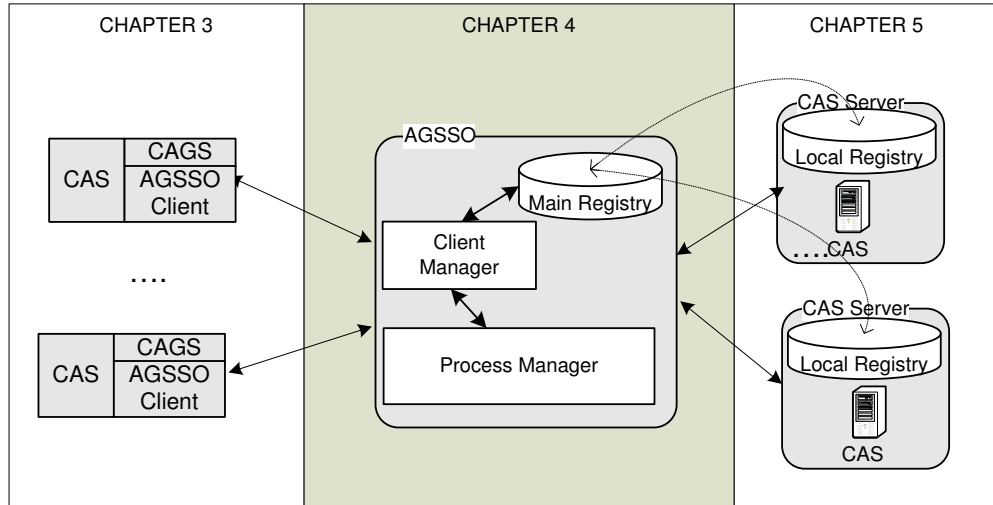 CHAPTER 3
CAS
CAGS
AGSSO
Client
....
CAS
CAGS
AGSSO
Client
CHAPTER 4
AGSSO
Main Registry
Client
Manager
Process Manager
CHAPTER 5
CAS Server
Local Registry
CAS
....
CAS Server
Local Registry
CAS